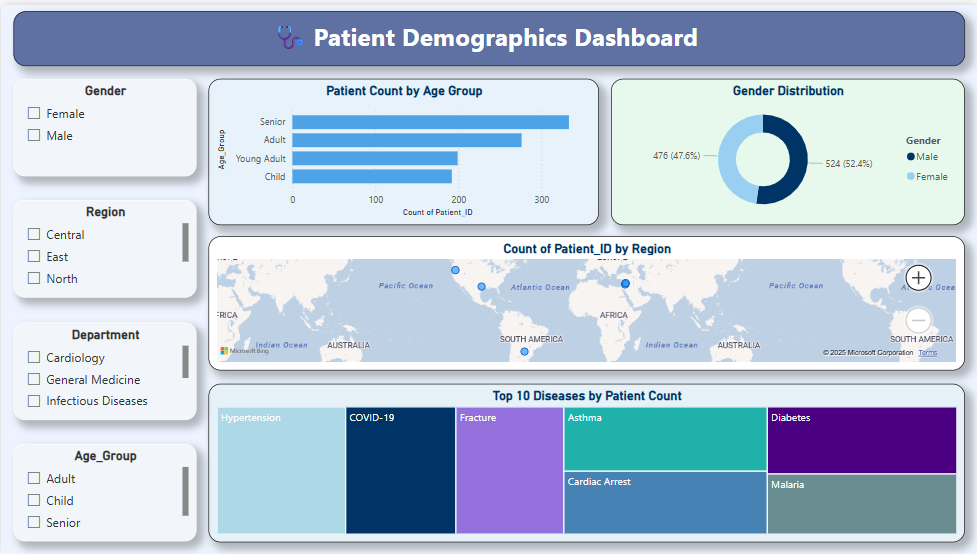 Patient Demographics Dashboard
Gender
Female
Male
Region
Central
East
North
Department
Cardiology
General Medicine
Infectious Diseases
Age_Group
Adult
Child
Senior
Patient Count by Age Group
Age_Group
Senior
Adult
Young Adult
Child
0 100 200 300
Count of Patient_ID
Gender Distribution
476 (47.6%)
524 (52.4%)
Gender
Male
Female
Count of Patient_ID by Region
Pacific Ocean
Atlantic Ocean
Pacific Ocean
Ocean
FRICA
AFRICA
SOUTH AMERICA
SOUTH AMERICA
Indian Ocean
AUSTRALIA
Indian Ocean
AUSTRALIA
Microsoft Bing
© 2025 Microsoft Corporation Terms
Top 10 Diseases by Patient Count
Hypertension
COVID-19
Fracture
Asthma
Cardiac Arrest
Diabetes
Malaria